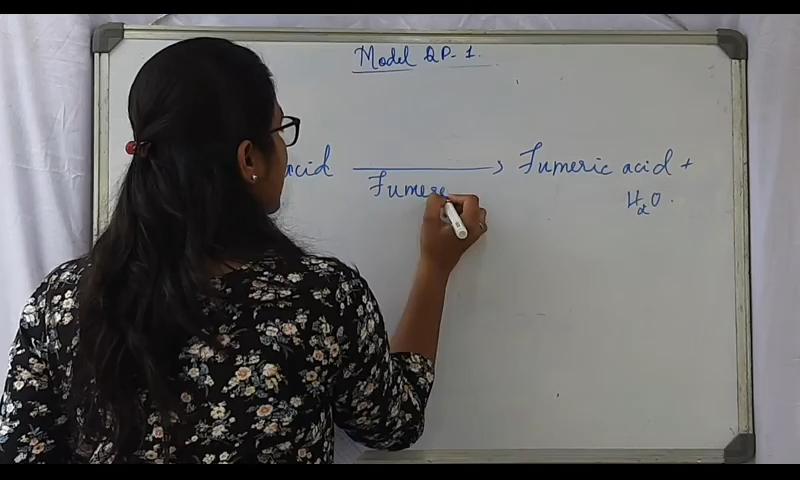 Model QP-1.
acid ⟶ Fumeric acid +
Fumere
H₂O.